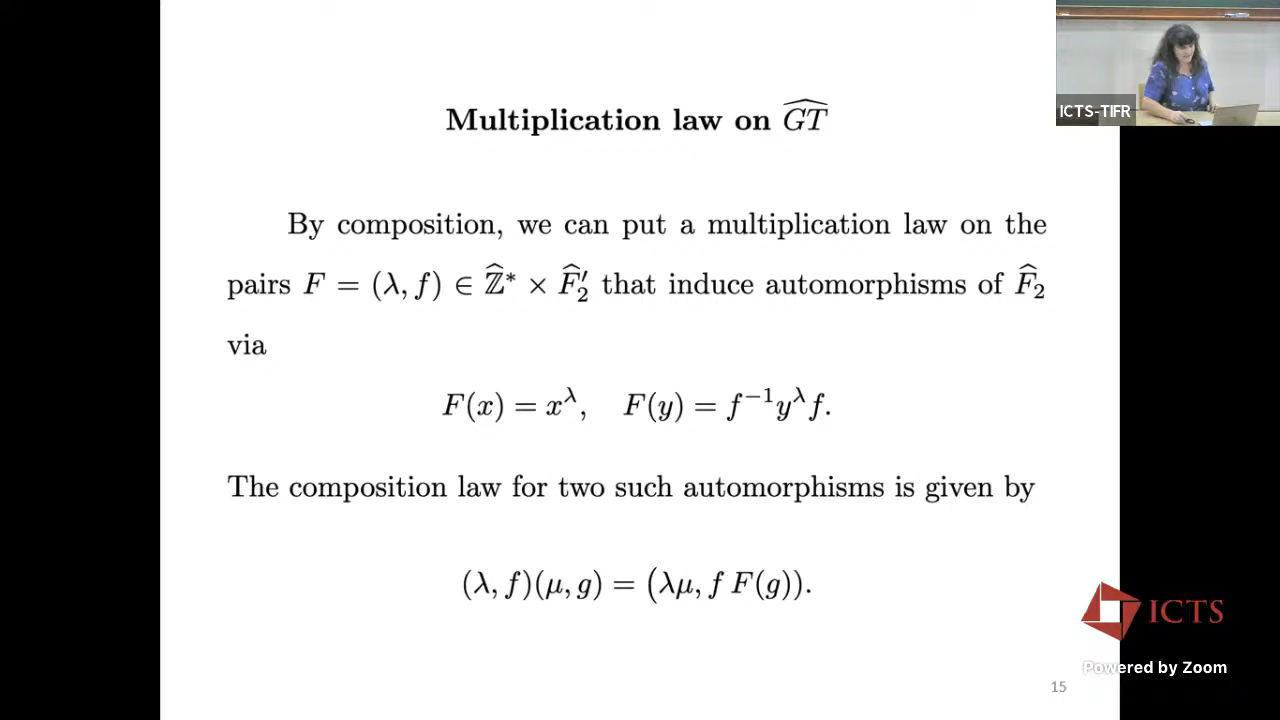 Multiplication law on $\widehat{GT}$
By composition, we can put a multiplication law on the
pairs $F = (\lambda, f) \in \widehat{\mathbb{Z}}^* \times \widehat{F}_2'$ that induce automorphisms of $\widehat{F}_2$
via
$F(x) = x^\lambda, \quad F(y) = f^{-1} y^\lambda f.$
The composition law for two such automorphisms is given by
$(\lambda, f)(\mu, g) = (\lambda\mu, f\, F(g)).$
15
ICTS-TIFR
ICTS
Powered by Zoom